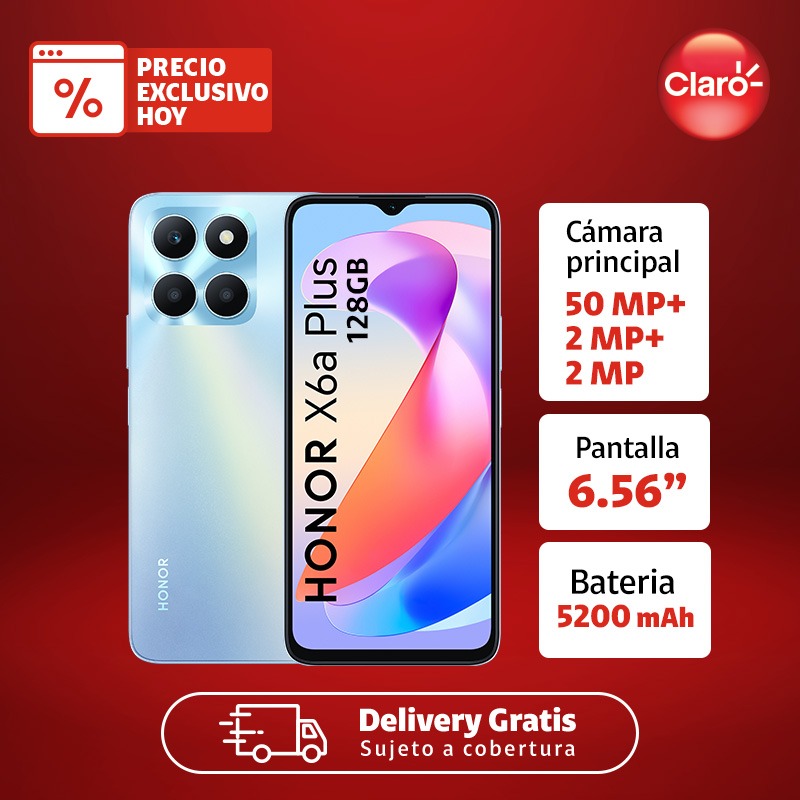 %
PRECIO
EXCLUSIVO
HOY
Claro
HONOR X6a Plus
128GB
HONOR
Cámara
principal
50 MP+
2 MP+
2 MP
Pantalla
6.56”
Bateria
5200 mAh
Delivery Gratis
Sujeto a cobertura